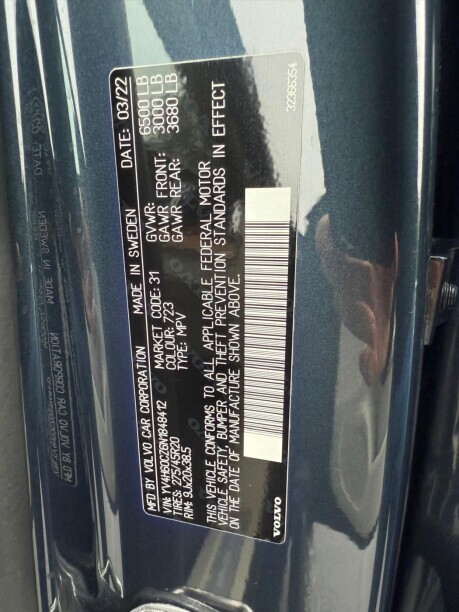 MFD BY VOLVO CAR CORPORATION MADE IN SWEDEN DATE: 03/22
VIN: YV4H60CZ6N1848412 MARKET CODE: 31 GVWR: 6500 LB
TIRES: 275/45R20 COLOUR: 723 GAWR FRONT: 3000 LB
RIM: 9Jx20x38.5 TYPE: MPV GAWR REAR: 3680 LB
THIS VEHICLE CONFORMS TO ALL APPLICABLE FEDERAL MOTOR
VEHICLE SAFETY, BUMPER AND THEFT PREVENTION STANDARDS IN EFFECT
ON THE DATE OF MANUFACTURE SHOWN ABOVE.
VOLVO
32366354